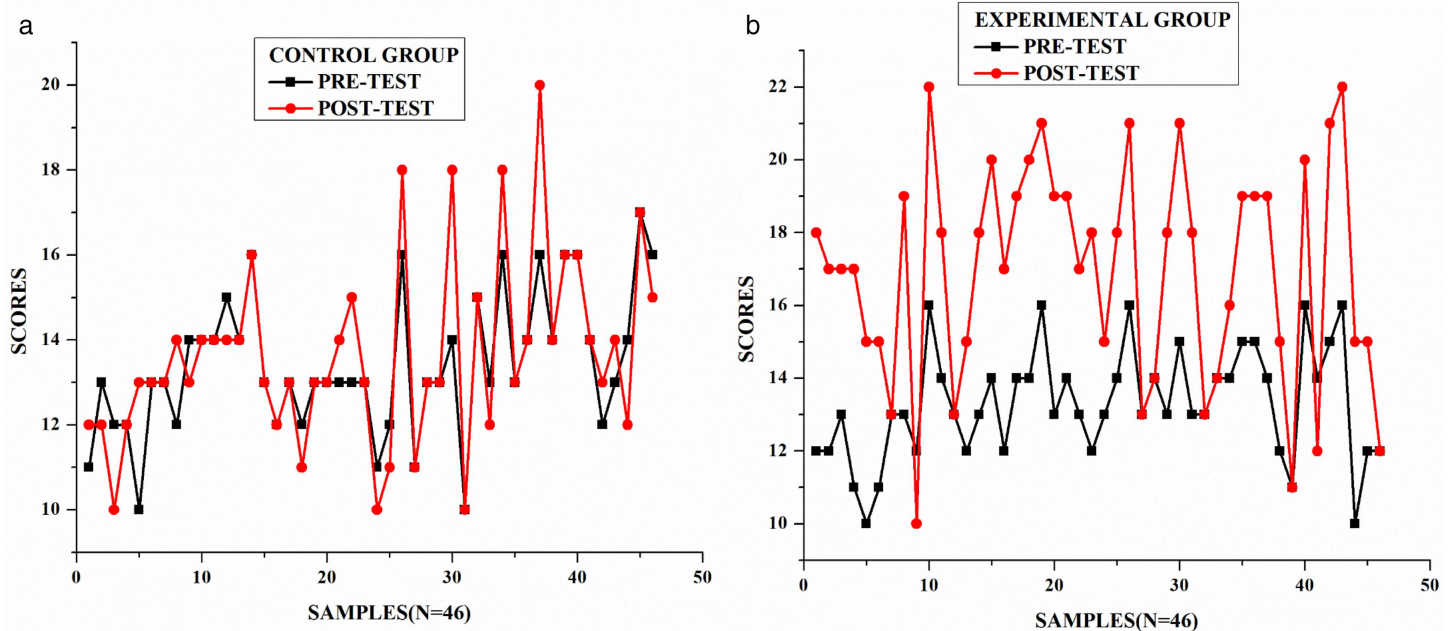 a
CONTROL GROUP
PRE-TEST
POST-TEST
SCORES
20
18
16
14
12
10
0
10
20
30
40
50
SAMPLES(N=46)
b
EXPERIMENTAL GROUP
PRE-TEST
POST-TEST
SCORES
22
20
18
16
14
12
10
0
10
20
30
40
50
SAMPLES(N=46)